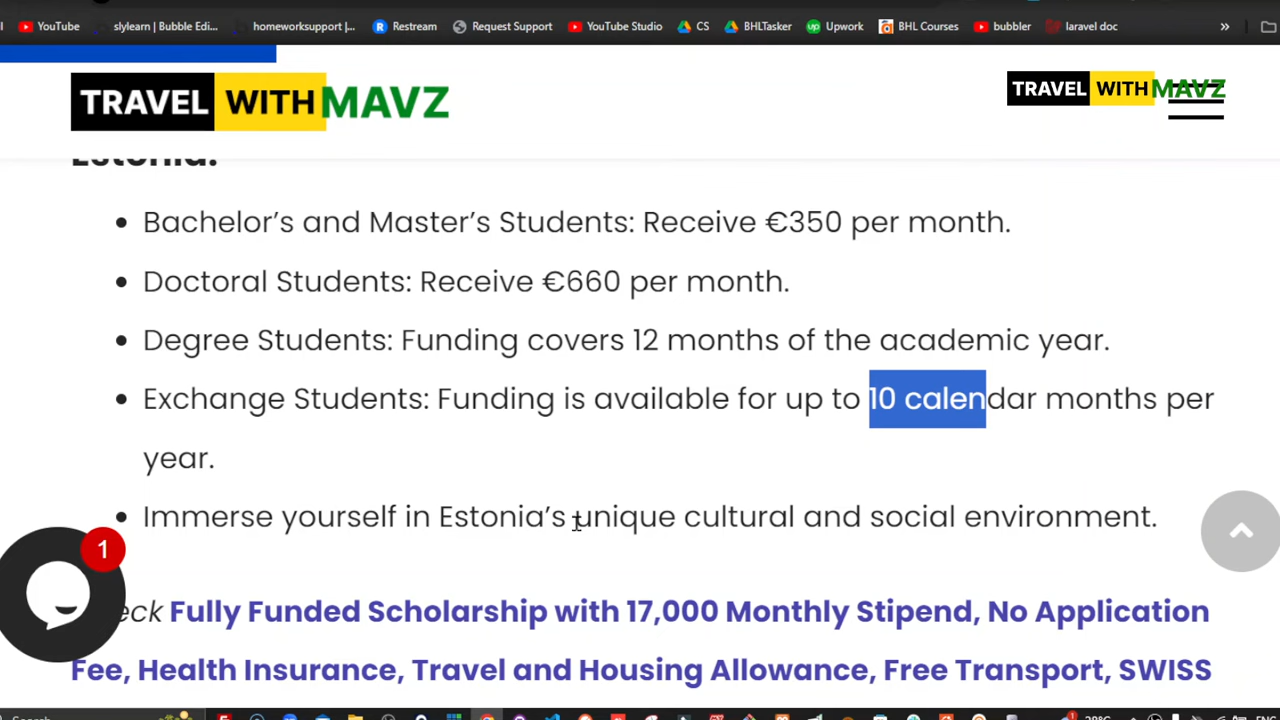 YouTube slylearn | Bubble Edi... homeworksupport |... Restream Request Support YouTube Studio CS BHLTasker Upwork BHL Courses bubbler laravel doc »
TRAVEL WITH MAVZ
TRAVEL WITH MAVZ
Estonia:
• Bachelor’s and Master’s Students: Receive €350 per month.
• Doctoral Students: Receive €660 per month.
• Degree Students: Funding covers 12 months of the academic year.
• Exchange Students: Funding is available for up to 10 calendar months per
year.
• Immerse yourself in Estonia’s unique cultural and social environment.
1
eck Fully Funded Scholarship with 17,000 Monthly Stipend, No Application
Fee, Health Insurance, Travel and Housing Allowance, Free Transport, SWISS